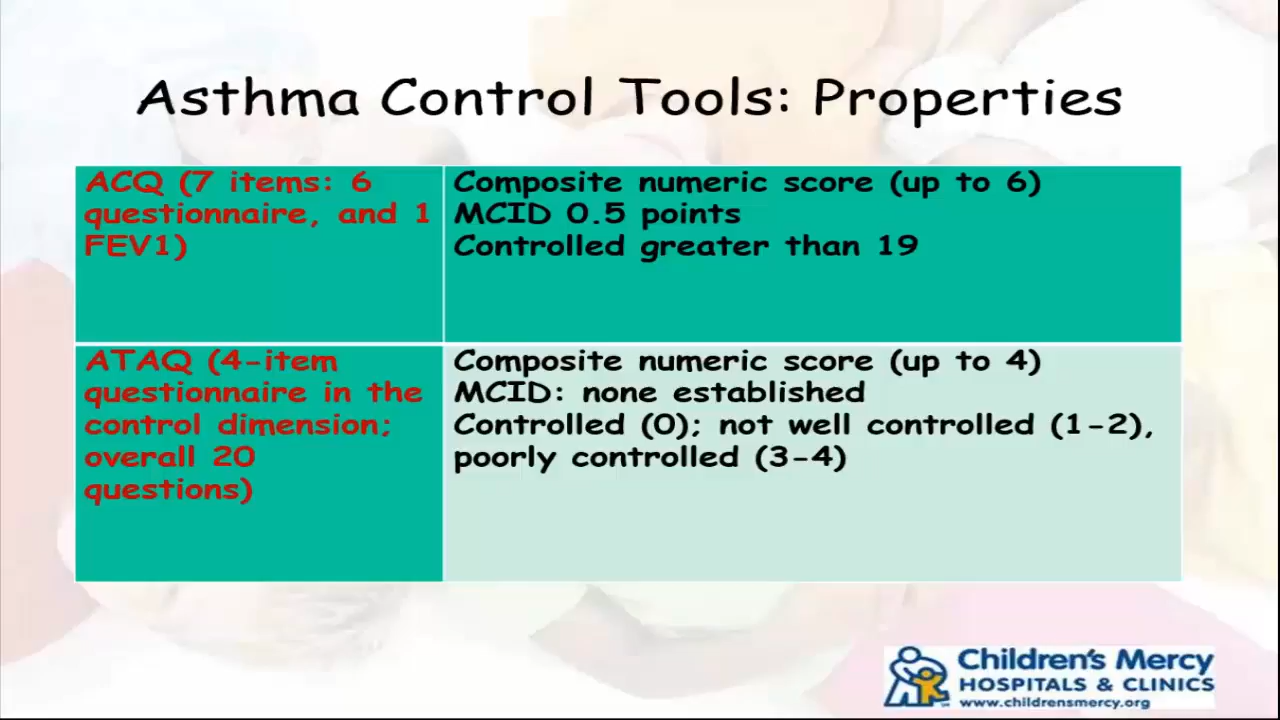 Asthma Control Tools: Properties
ACQ (7 items: 6
questionnaire, and 1
FEV1)
Composite numeric score (up to 6)
MCID 0.5 points
Controlled greater than 19
ATAQ (4-item
questionnaire in the
control dimension;
overall 20
questions)
Composite numeric score (up to 4)
MCID: none established
Controlled (0); not well controlled (1-2),
poorly controlled (3-4)
Children's Mercy
HOSPITALS & CLINICS
www.childrensmercy.org